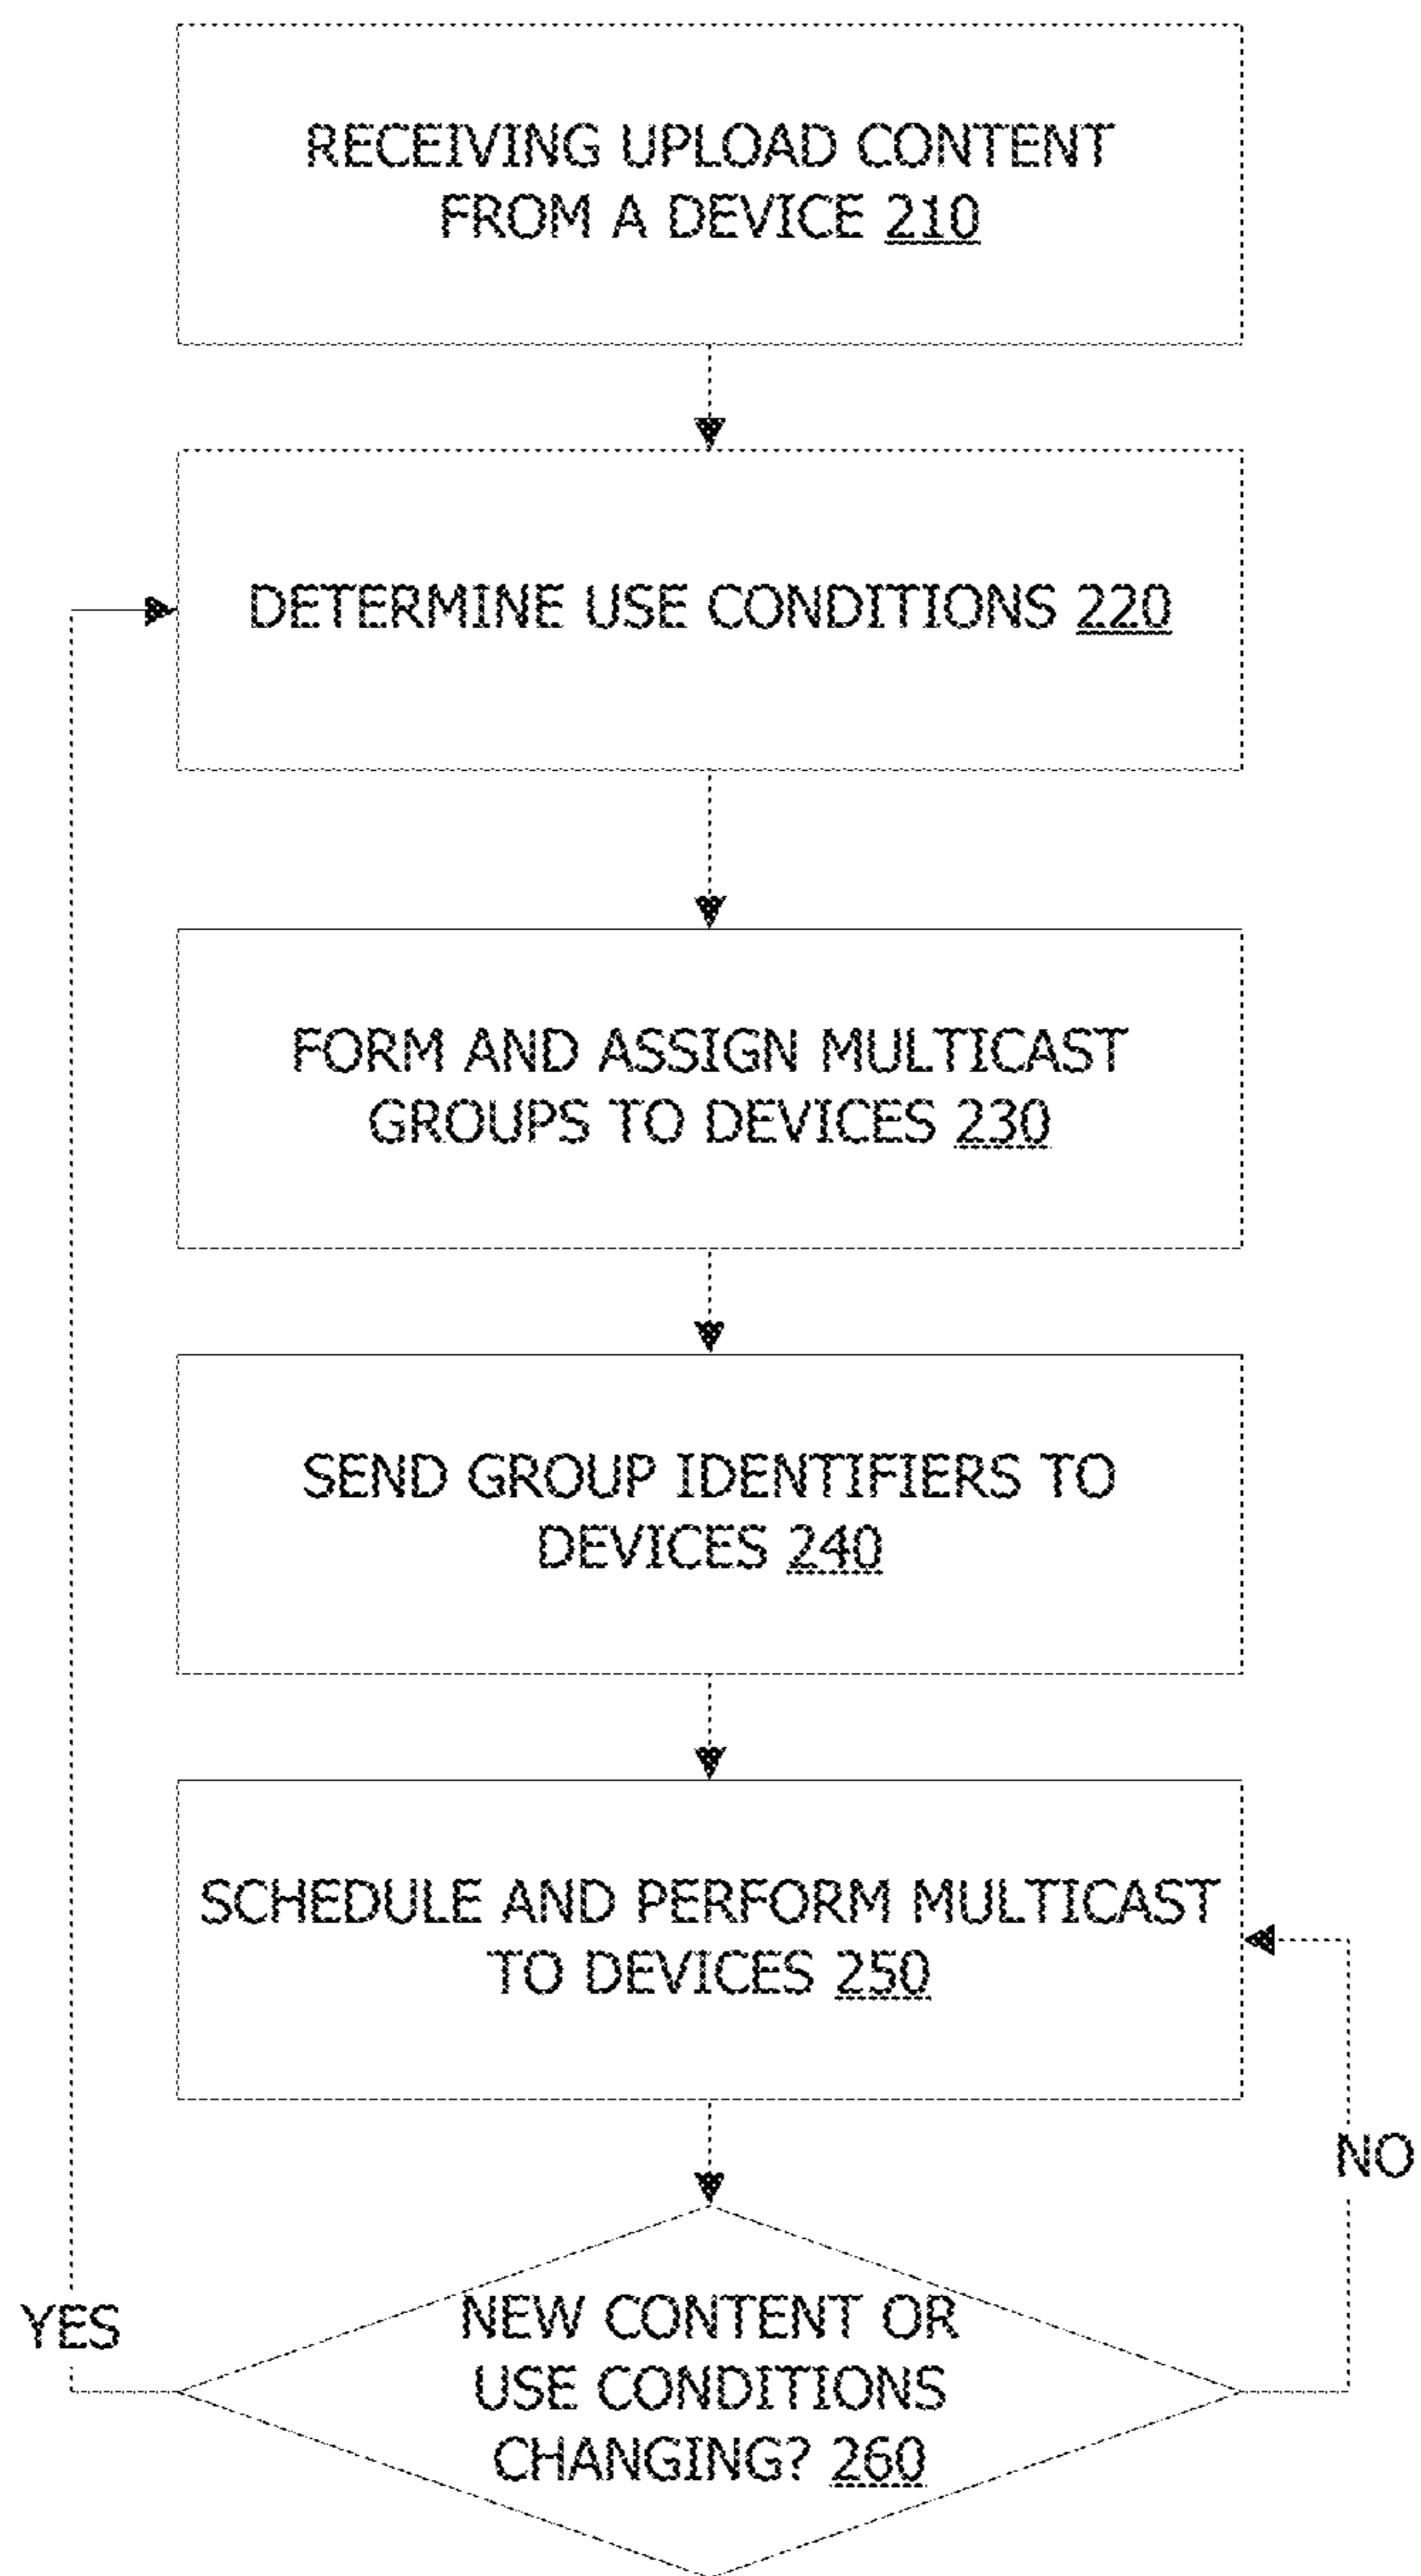 RECEIVING UPLOAD CONTENT
FROM A DEVICE 210
DETERMINE USE CONDITIONS 220
FORM AND ASSIGN MULTICAST
GROUPS TO DEVICES 230
SEND GROUP IDENTIFIERS TO
DEVICES 240
SCHEDULE AND PERFORM MULTICAST
TO DEVICES 250
NO
YES
NEW CONTENT OR
USE CONDITIONS
CHANGING? 260